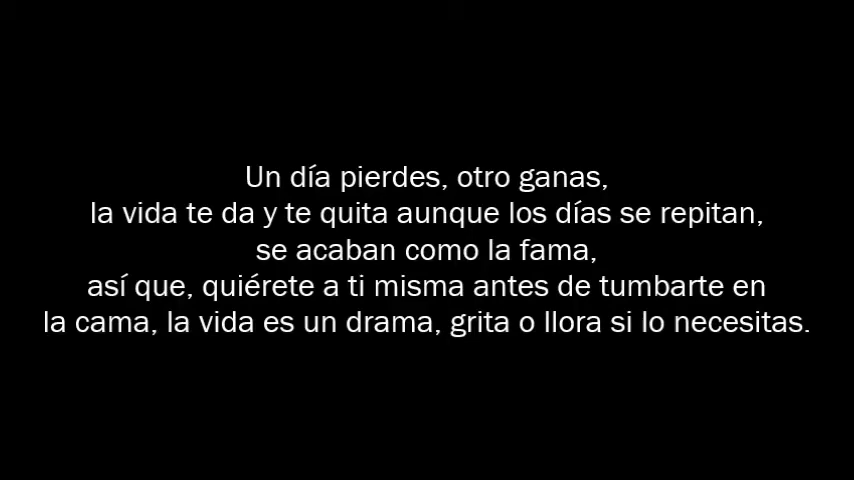 Un día pierdes, otro ganas,
la vida te da y te quita aunque los días se repitan,
se acaban como la fama,
así que, quiérete a ti misma antes de tumbarte en
la cama, la vida es un drama, grita o llora si lo necesitas.